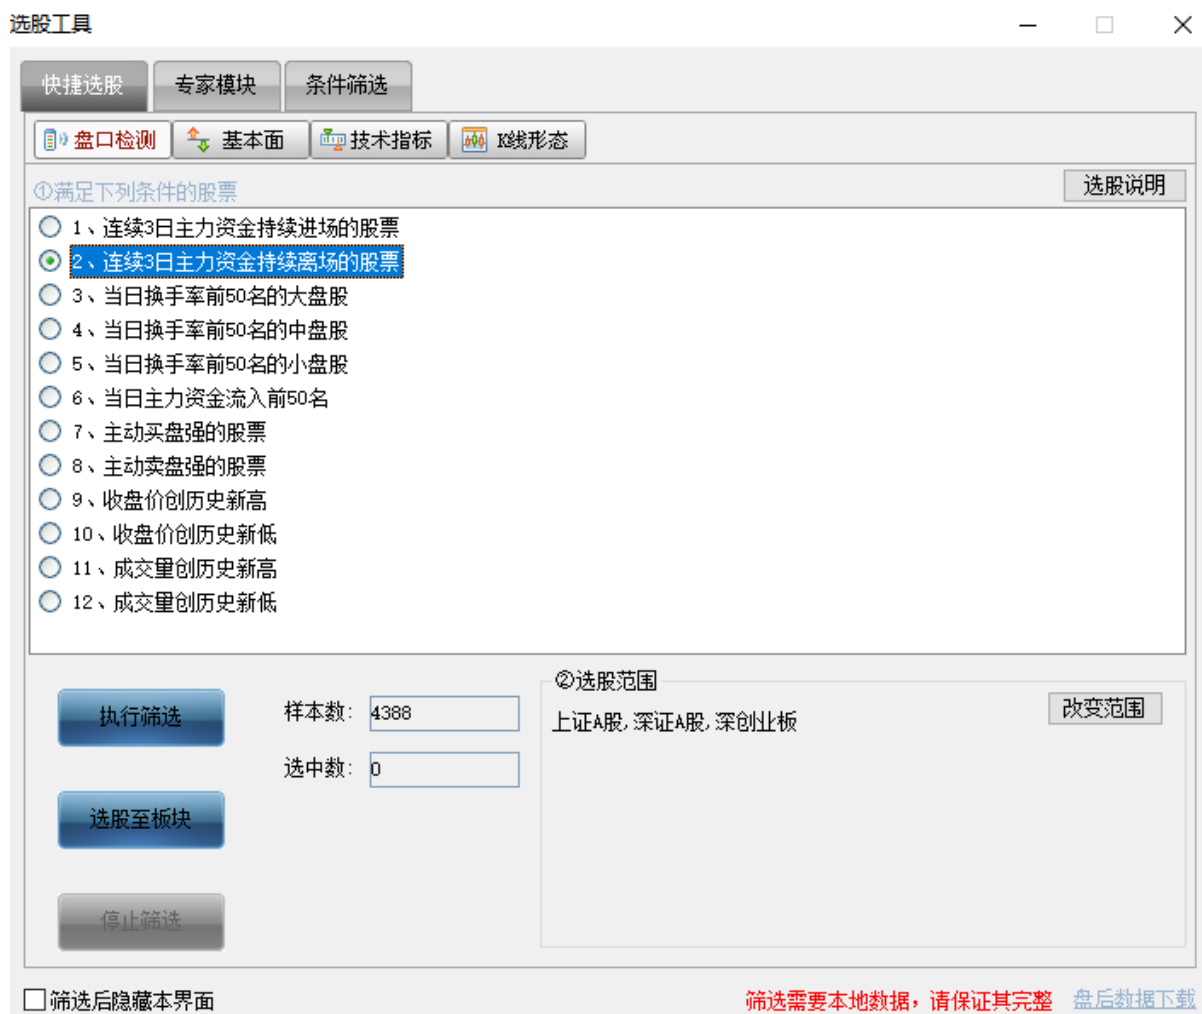 选股工具
快捷选股 专家模块 条件筛选
盘口检测 基本面 技术指标 K线形态
①满足下列条件的股票 选股说明
1、连续3日主力资金持续进场的股票
2、连续3日主力资金持续离场的股票
3、当日换手率前50名的大盘股
4、当日换手率前50名的中盘股
5、当日换手率前50名的小盘股
6、当日主力资金流入前50名
7、主动买盘强的股票
8、主动卖盘强的股票
9、收盘价创历史新高
10、收盘价创历史新低
11、成交量创历史新高
12、成交量创历史新低
②选股范围
执行筛选 样本数: 4388 上证A股,深证A股,深创业板 改变范围
选中数: 0
选股至板块
停止筛选
筛选后隐藏本界面 筛选需要本地数据，请保证其完整 盘后数据下载